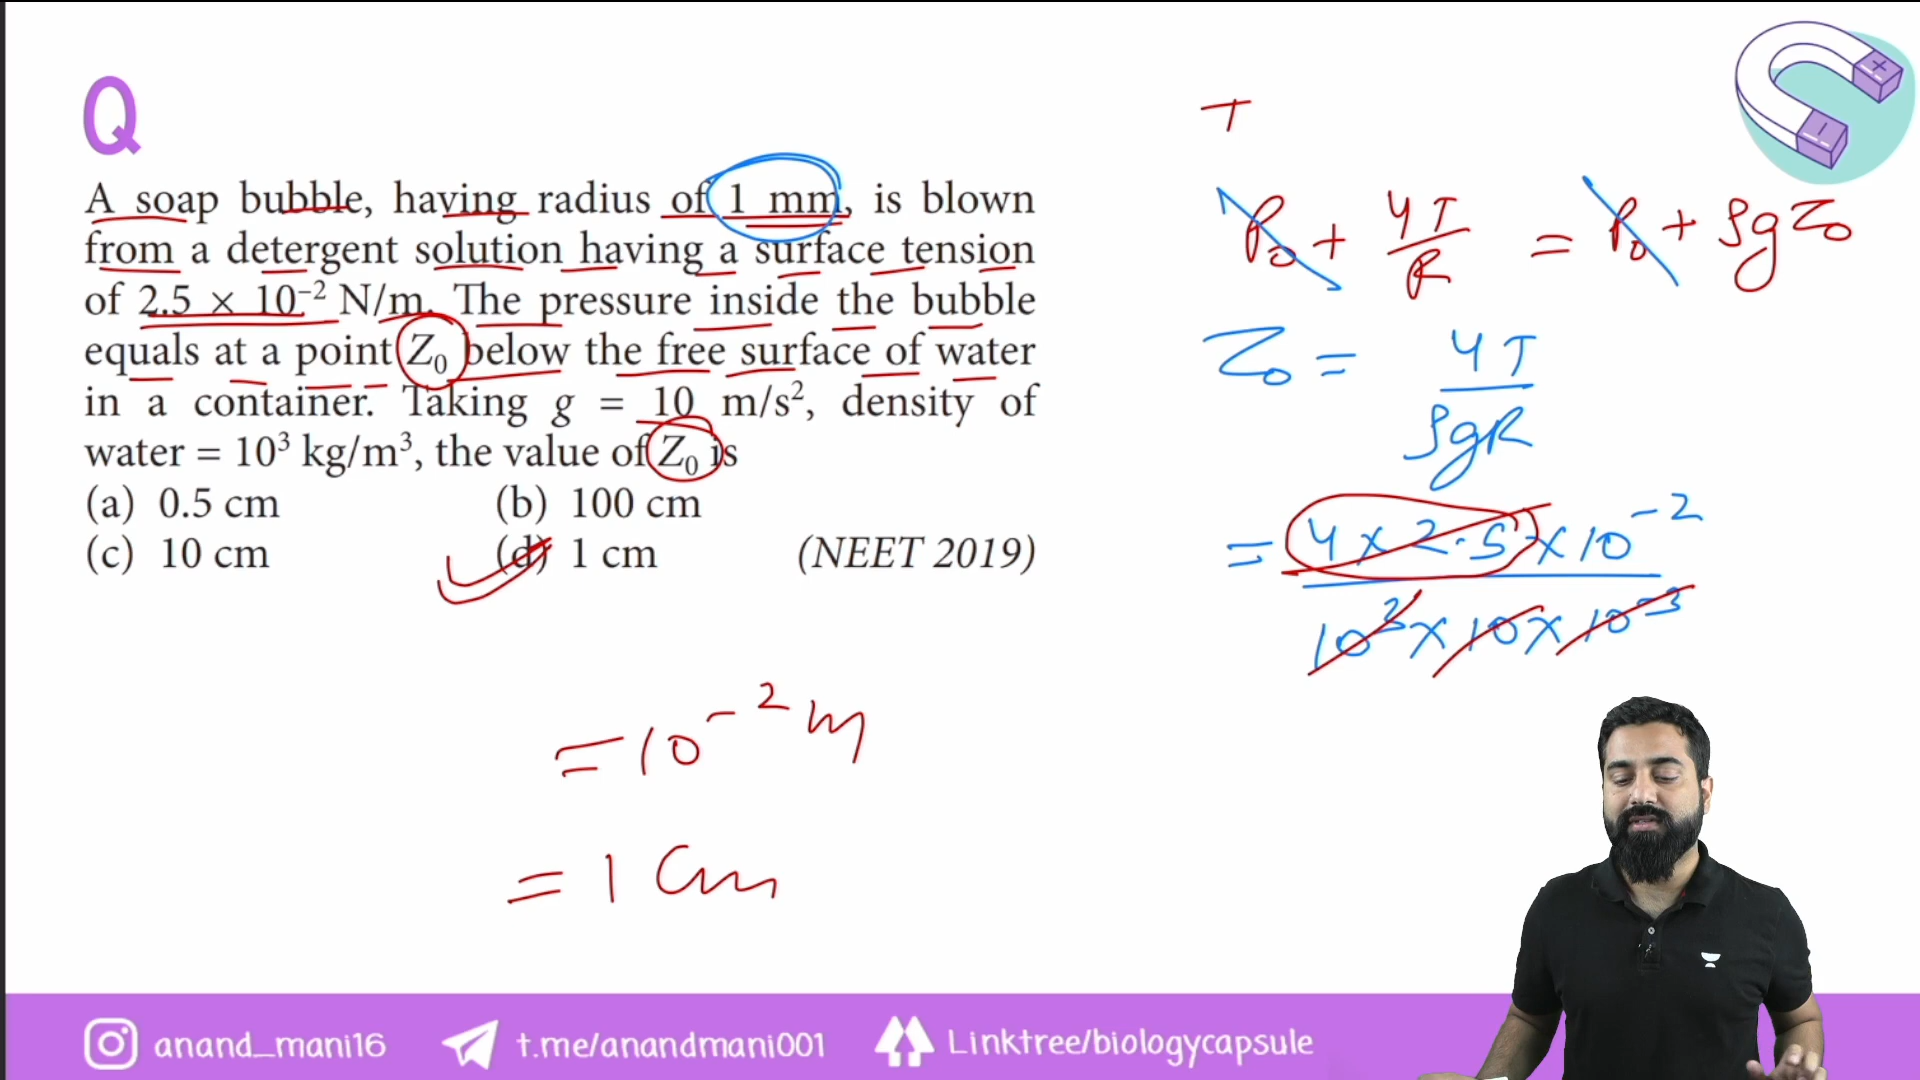 Q
A soap bubble, having radius of 1 mm, is blown
from a detergent solution having a surface tension
of 2.5 × 10⁻² N/m. The pressure inside the bubble
equals at a point Z₀ below the free surface of water
in a container. Taking g = 10 m/s², density of
water = 10³ kg/m³, the value of Z₀ is
(a) 0.5 cm (b) 100 cm
(c) 10 cm (d) 1 cm (NEET 2019)
T
P₀ + 4T/R = P₀ + ρgZ₀
Z₀ = 4T/ρgR
= 4 × 2.5 × 10⁻² / 10³ × 10 × 10⁻³
= 10⁻² m
= 1 cm
+ −
anand_mani16 t.me/anandmani001 Linktree/biologycapsule